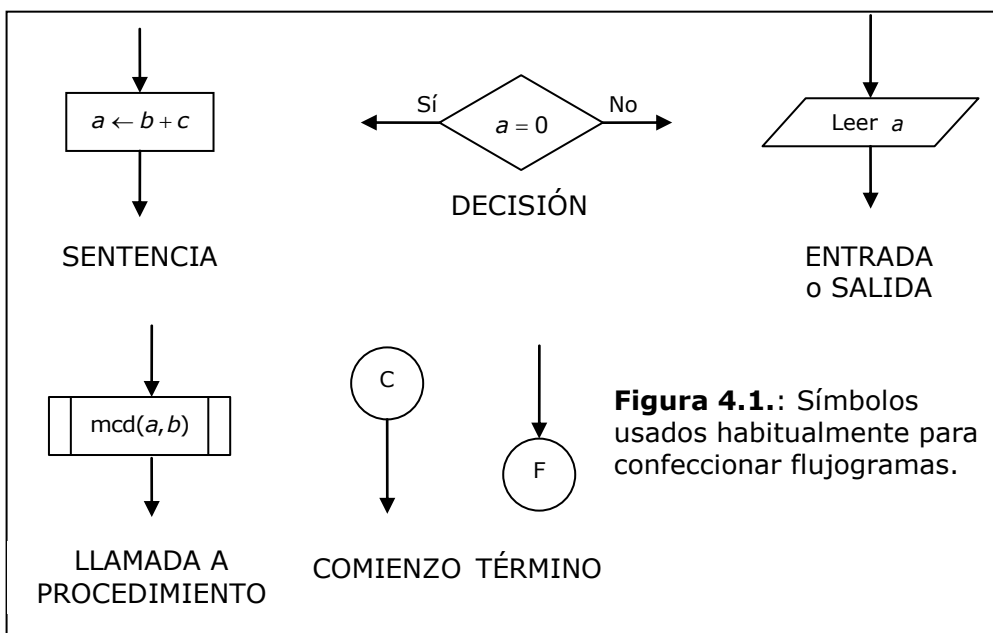 a ← b + c
SENTENCIA
Sí
a = 0
No
DECISIÓN
Leer a
ENTRADA
o SALIDA
mcd(a, b)
LLAMADA A
PROCEDIMIENTO
C
COMIENZO
F
TÉRMINO
Figura 4.1.: Símbolos
usados habitualmente para
confeccionar flujogramas.